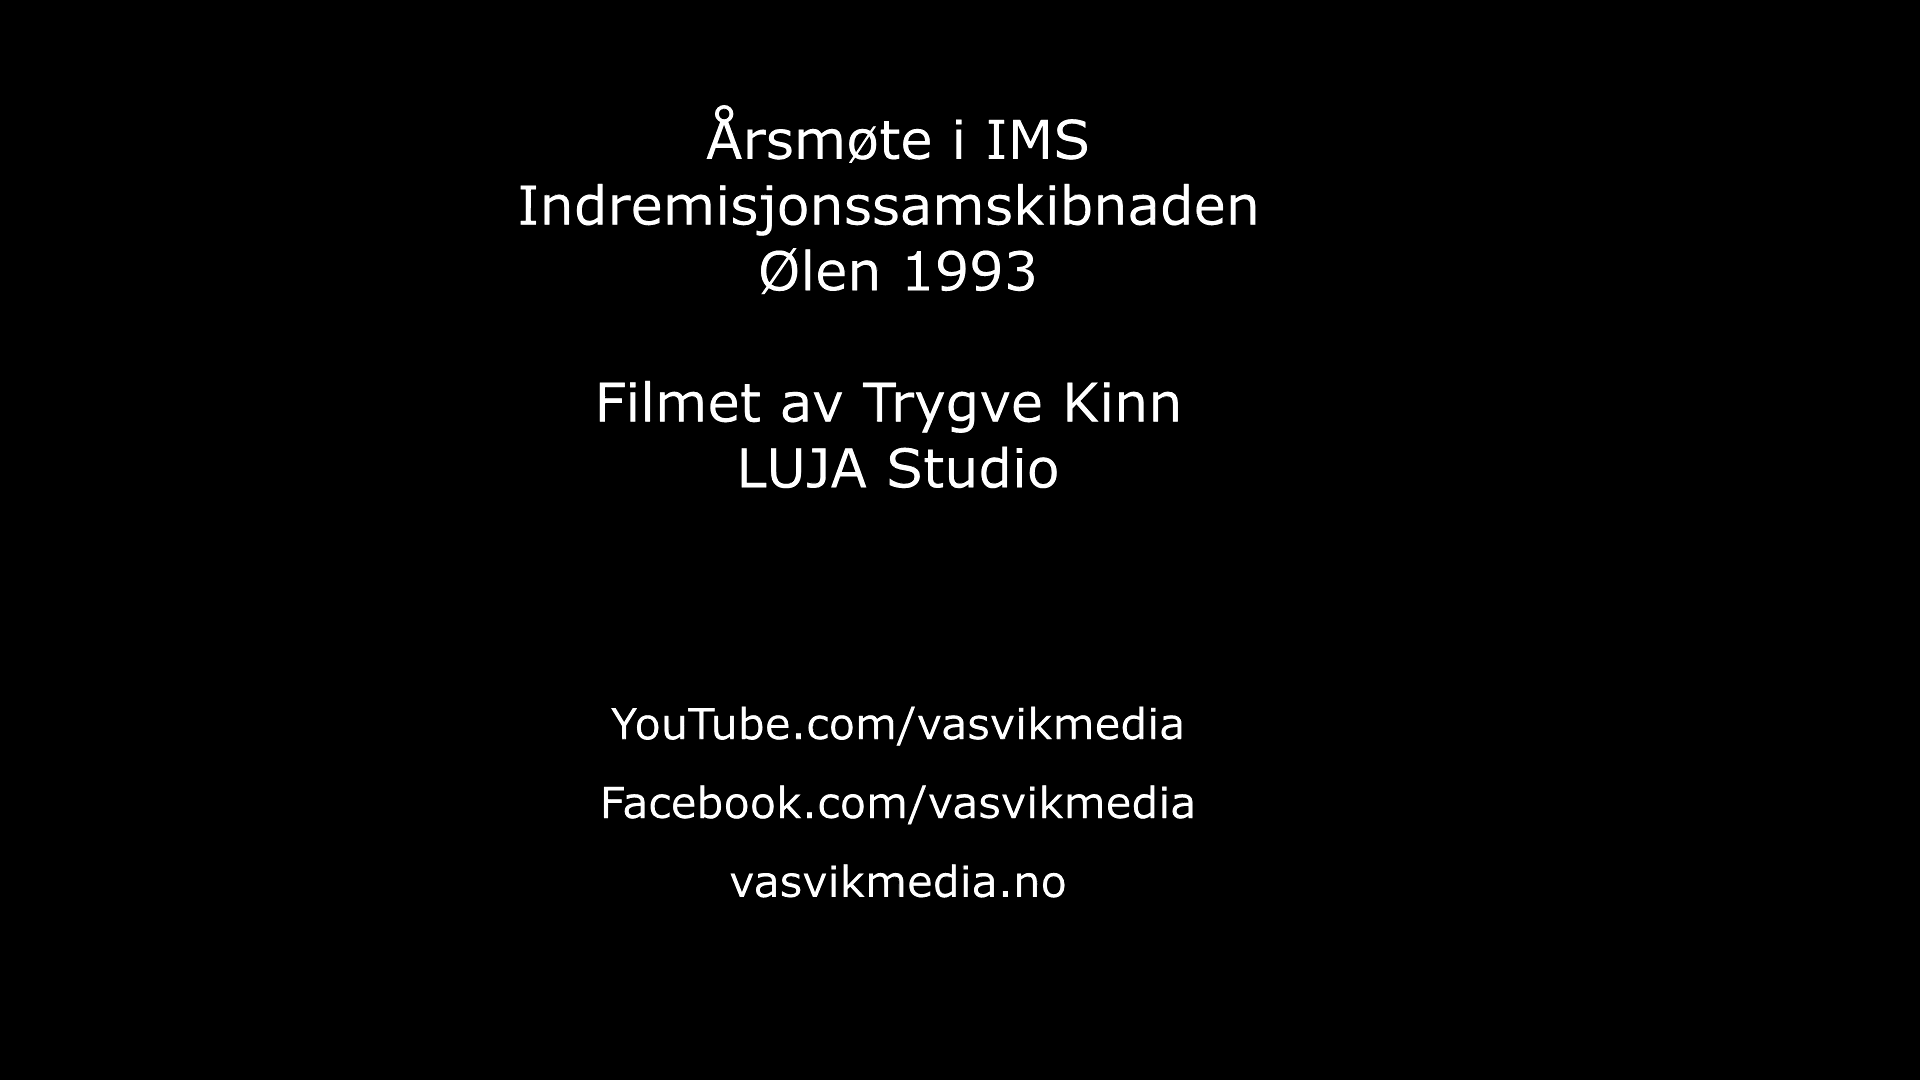 Årsmøte i IMS
Indremisjonssamskibnaden
Ølen 1993
Filmet av Trygve Kinn
LUJA Studio
YouTube.com/vasvikmedia
Facebook.com/vasvikmedia
vasvikmedia.no